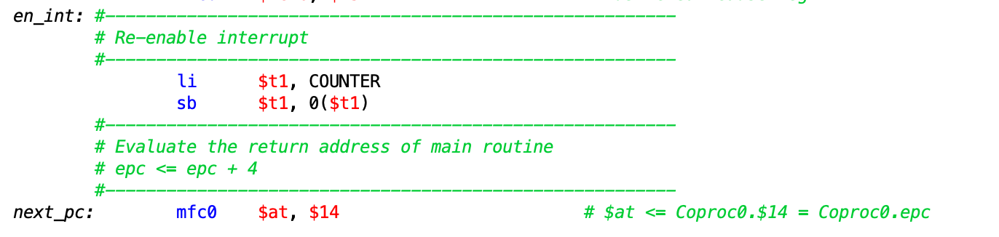 en_int: #--------------------------------------------------------
# Re-enable interrupt
#--------------------------------------------------------
li $t1, COUNTER
sb $t1, 0($t1)
#--------------------------------------------------------
# Evaluate the return address of main routine
# epc <= epc + 4
#--------------------------------------------------------
next_pc: mfc0 $at, $14 # $at <= Coproc0.$14 = Coproc0.epc